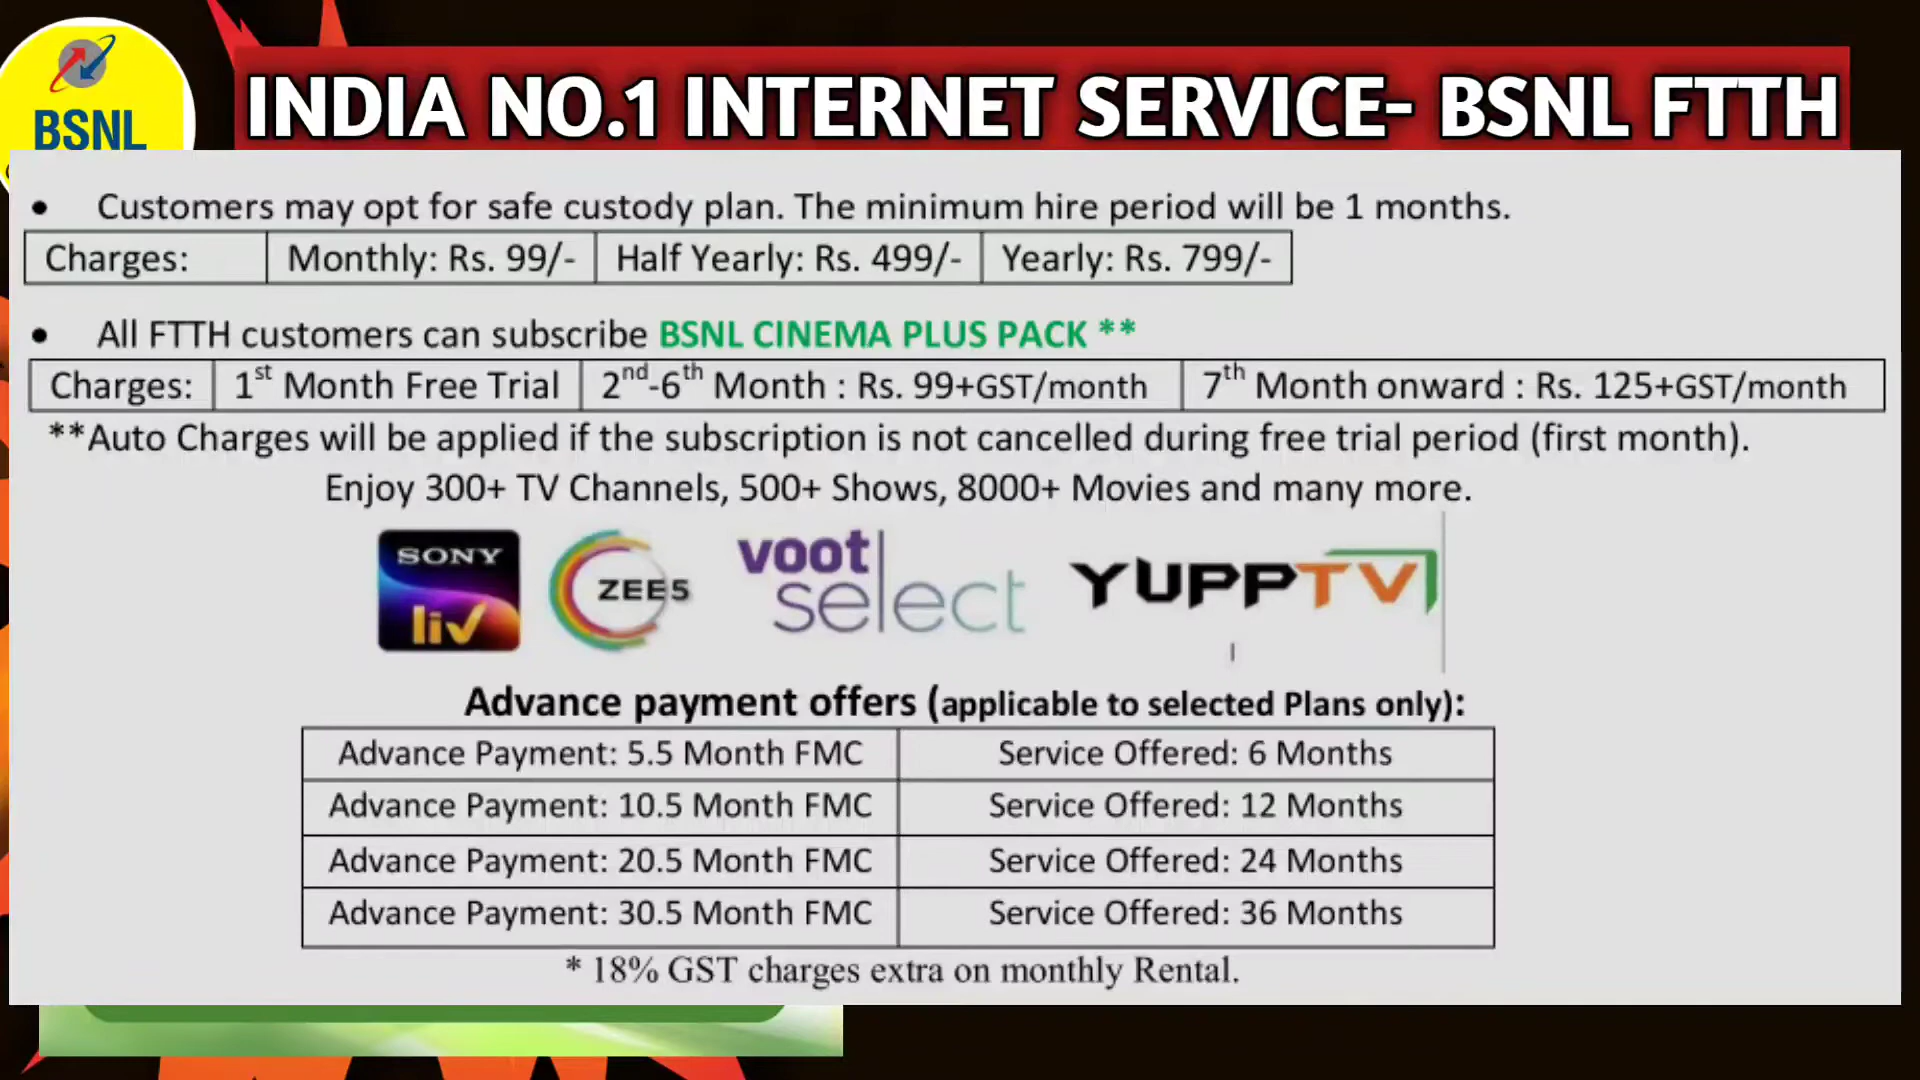 INDIA NO.1 INTERNET SERVICE- BSNL FTTH
BSNL
• Customers may opt for safe custody plan. The minimum hire period will be 1 months.
Charges: Monthly: Rs. 99/- Half Yearly: Rs. 499/- Yearly: Rs. 799/-
• All FTTH customers can subscribe BSNL CINEMA PLUS PACK **
Charges: 1st Month Free Trial 2nd-6th Month : Rs. 99+GST/month 7th Month onward : Rs. 125+GST/month
**Auto Charges will be applied if the subscription is not cancelled during free trial period (first month).
Enjoy 300+ TV Channels, 500+ Shows, 8000+ Movies and many more.
SONY liv ZEE5 voot select YUPPTV
Advance payment offers (applicable to selected Plans only):
Advance Payment: 5.5 Month FMC Service Offered: 6 Months
Advance Payment: 10.5 Month FMC Service Offered: 12 Months
Advance Payment: 20.5 Month FMC Service Offered: 24 Months
Advance Payment: 30.5 Month FMC Service Offered: 36 Months
* 18% GST charges extra on monthly Rental.